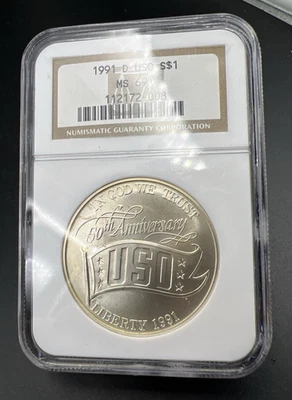 1991 D USO S$1
MS 69
NUMISMATIC GUARANTY CORPORATION
IN GOD WE TRUST
50th Anniversary
USO
LIBERTY 1991